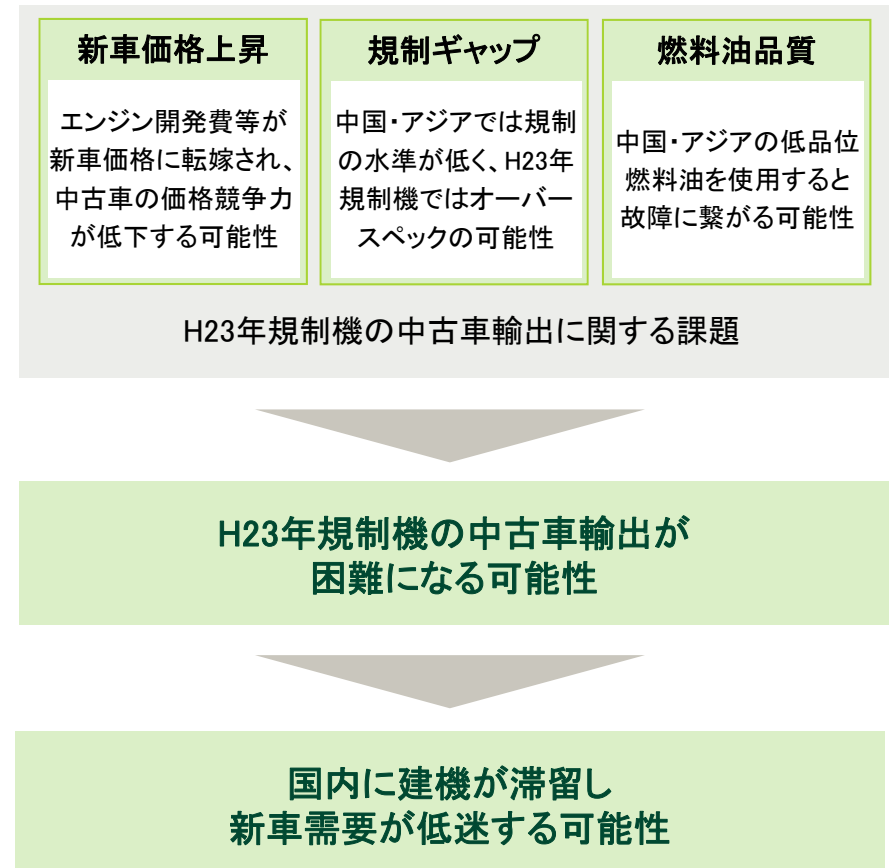 新車価格上昇
エンジン開発費等が
新車価格に転嫁され、
中古車の価格競争力
が低下する可能性
規制ギャップ
中国・アジアでは規制
の水準が低く、H23年
規制機ではオーバー
スペックの可能性
燃料油品質
中国・アジアの低品位
燃料油を使用すると
故障に繋がる可能性
H23年規制機の中古車輸出に関する課題
H23年規制機の中古車輸出が
困難になる可能性
国内に建機が滞留し
新車需要が低迷する可能性